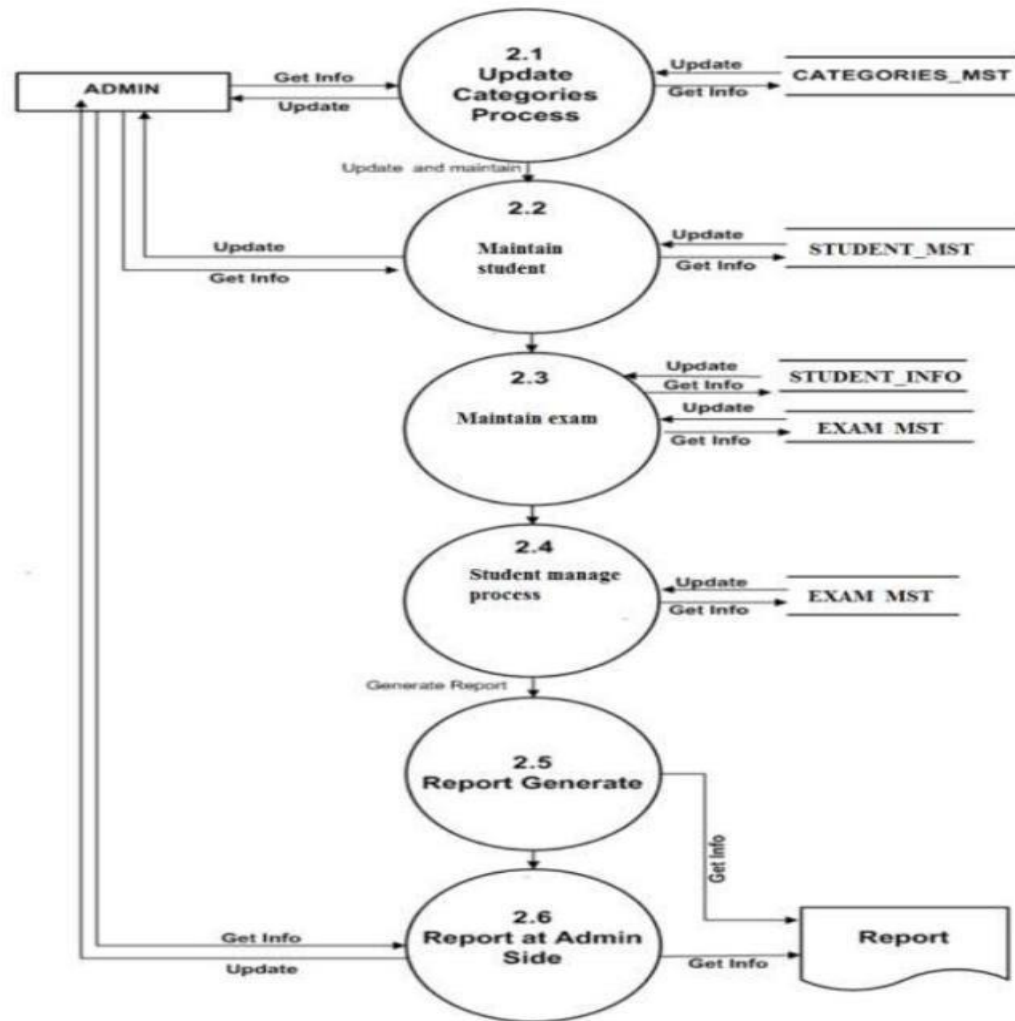 2.1
Update
Categories
Process
ADMIN
Get Info
Update
Update
Get Info
CATEGORIES_MST
Update and maintain
2.2
Maintain
student
Update
Get Info
Update
Get Info
STUDENT_MST
2.3
Maintain exam
Update
Get Info
STUDENT_INFO
Update
Get Info
EXAM MST
2.4
Student manage
process
Update
Get Info
EXAM MST
Generate Report
2.5
Report Generate
Get Info
2.6
Report at Admin
Side
Get Info
Update
Get Info
Report